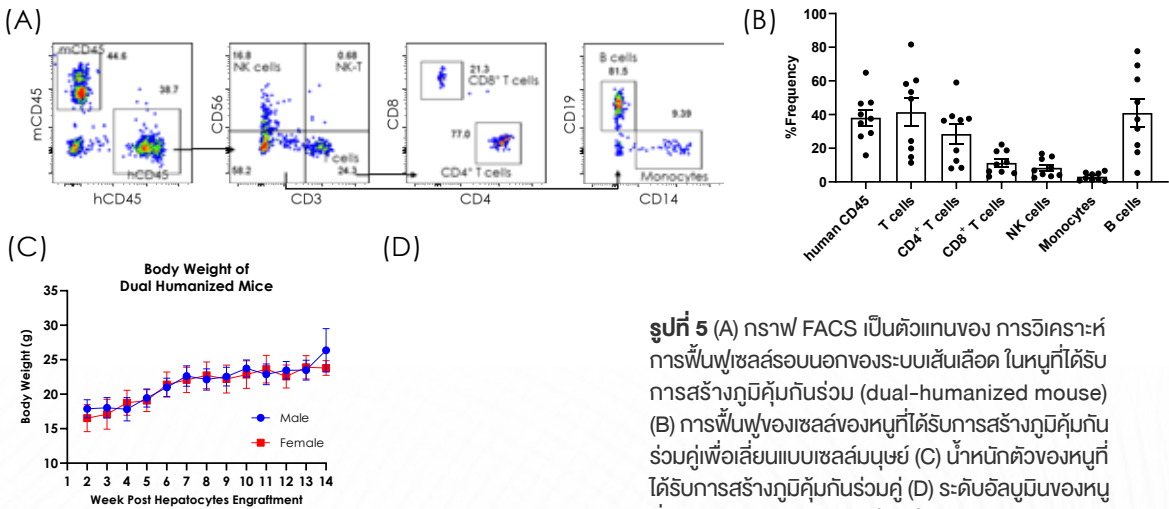 (A)
mCD45
mCD45
44.6
38.7
hCD45
hCD45
CD56
16.8
NK cells
0.68
NK-T
58.2
T cells
24.3
CD3
CD8
21.3
CD8+ T cells
77.0
CD4+ T cells
CD4
CD19
B cells
81.5
9.39
Monocytes
CD14
(B)
%Frequency
100
80
60
40
20
0
human CD45
T cells
CD4+ T cells
CD8+ T cells
NK cells
Monocytes
B cells
(C)
Body Weight of
Dual Humanized Mice
Body Weight (g)
35
30
25
20
15
10
Male
Female
1 2 3 4 5 6 7 8 9 10 11 12 13 14
Week Post Hepatocytes Engraftment
(D)
รูปที่ 5 (A) กราฟ FACS เป็นตัวแทนของ การวิเคราะห์
การฟื้นฟูเซลล์รอบนอกของระบบเส้นเลือด ในหนูที่ได้รับ
การสร้างภูมิคุ้มกันร่วม (dual-humanized mouse)
(B) การฟื้นฟูของเซลล์ของหนูที่ได้รับการสร้างภูมิคุ้มกัน
ร่วมคู่เพื่อเลี่ยนแบบเซลล์มนุษย์ (C) น้ำหนักตัวของหนูที่
ได้รับการสร้างภูมิคุ้มกันร่วมคู่ (D) ระดับอัลบูมินของหนู